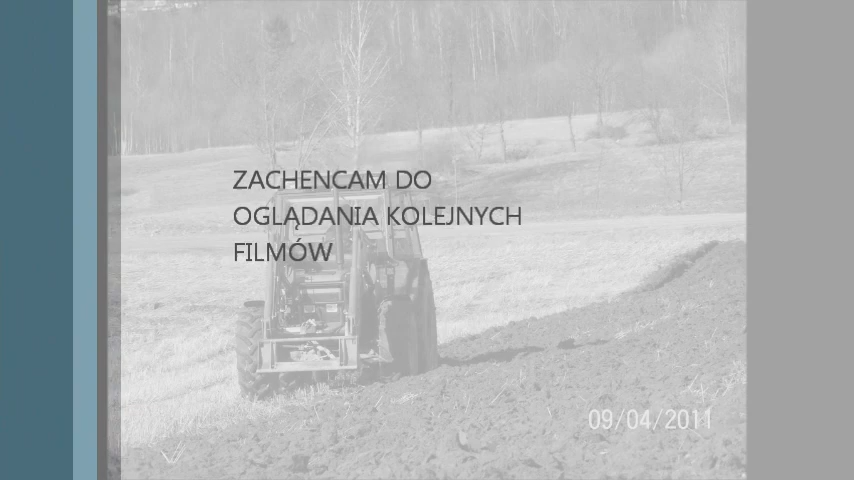 ZACHENCAM DO
OGLĄDANIA KOLEJNYCH
FILMÓW
09/04/2011